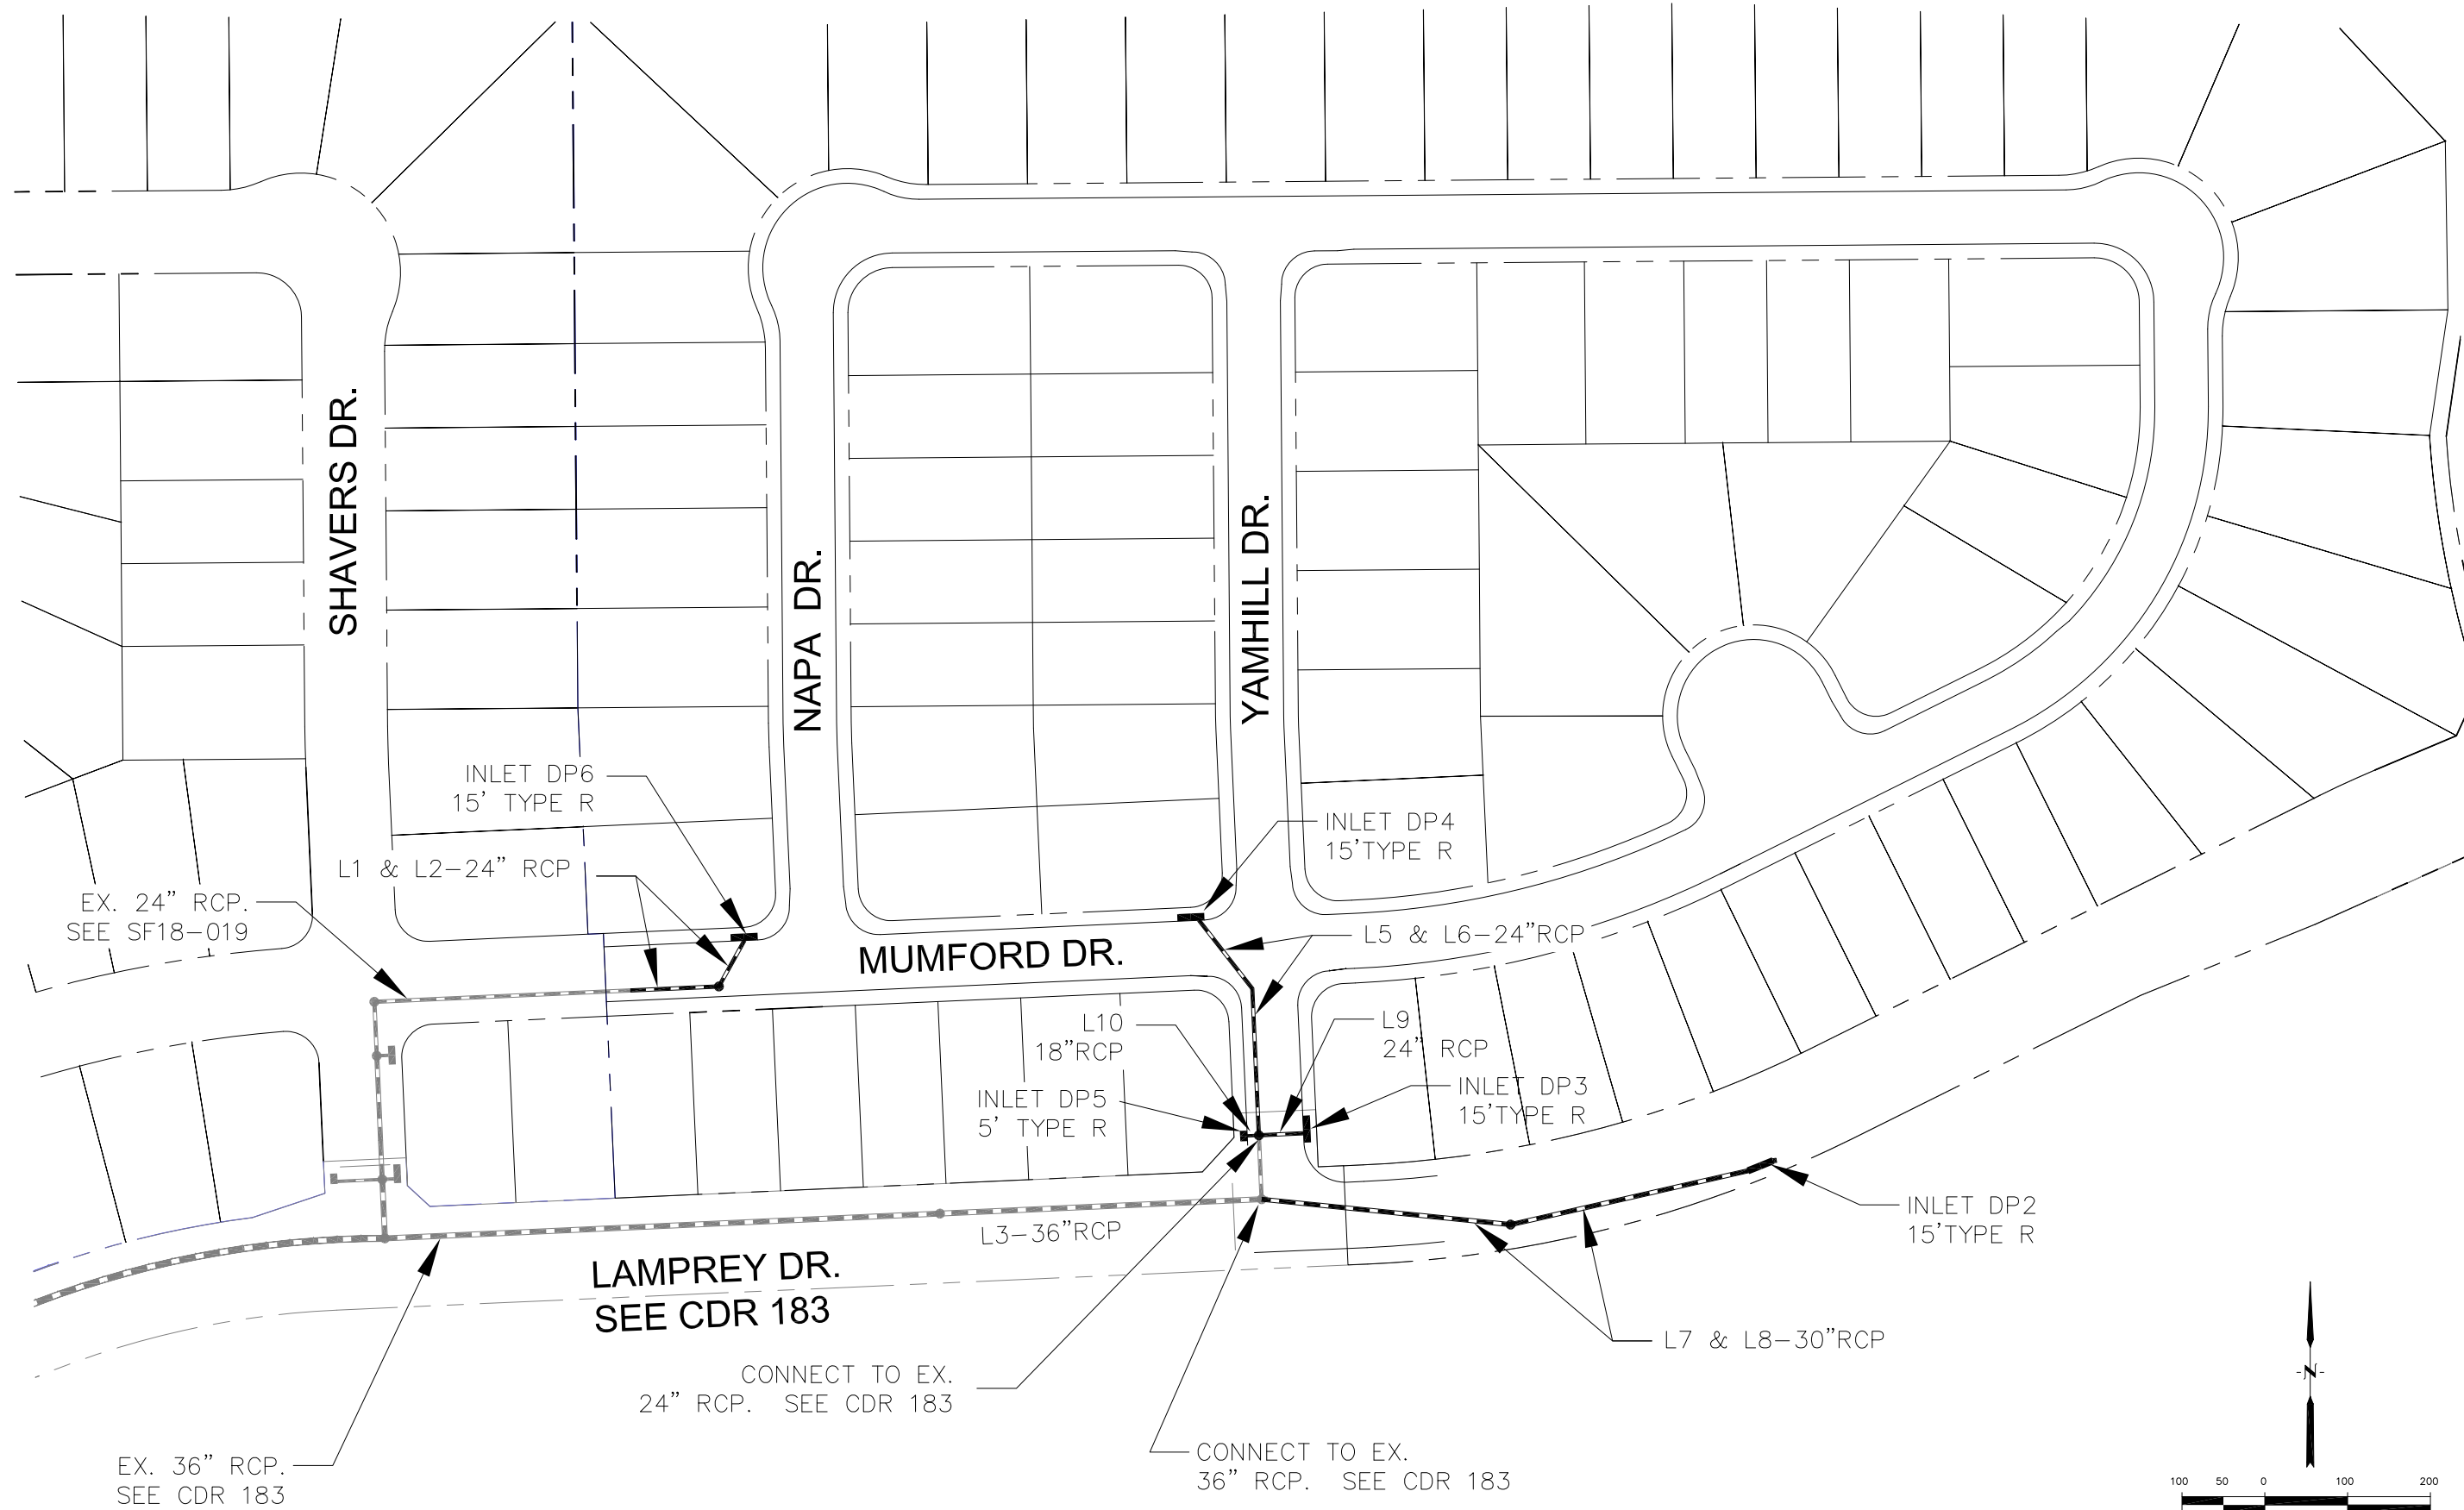 SHAVERS DR.
NAPA DR.
YAMHILL DR.
INLET DP6
15' TYPE R
INLET DP4
15'TYPE R
L1 & L2-24" RCP
EX. 24" RCP.
SEE SF18-019
L5 & L6-24"RCP
MUMFORD DR.
L10
18"RCP
L9
24" RCP
INLET DP5
5' TYPE R
INLET DP3
15'TYPE R
INLET DP2
15'TYPE R
L3-36"RCP
LAMPREY DR.
SEE CDR 183
L7 & L8-30"RCP
CONNECT TO EX.
24" RCP. SEE CDR 183
CONNECT TO EX.
36" RCP. SEE CDR 183
EX. 36" RCP.
SEE CDR 183
-N-
100 50 0 100 200